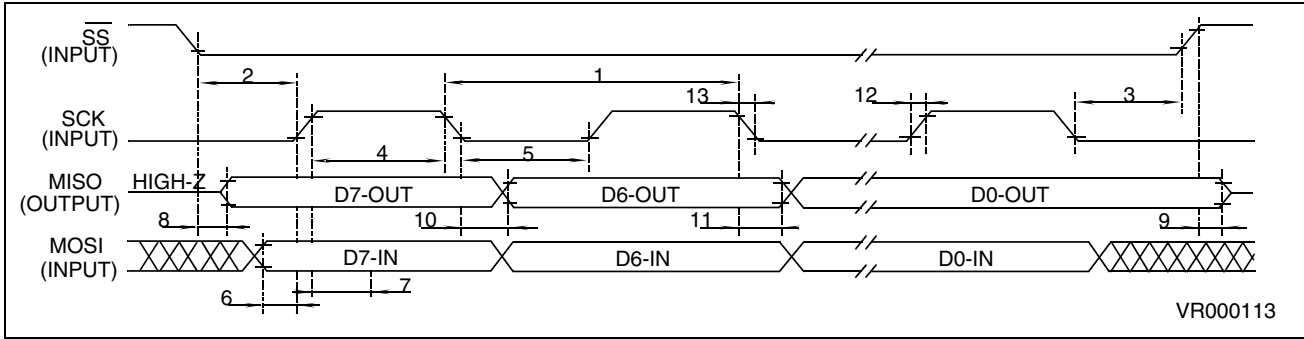 SS
(INPUT)
2
1
13
12
3
SCK
(INPUT)
4
5
MISO
(OUTPUT)
HIGH-Z
D7-OUT
D6-OUT
D0-OUT
8
10
11
9
MOSI
(INPUT)
D7-IN
D6-IN
D0-IN
6
7
VR000113